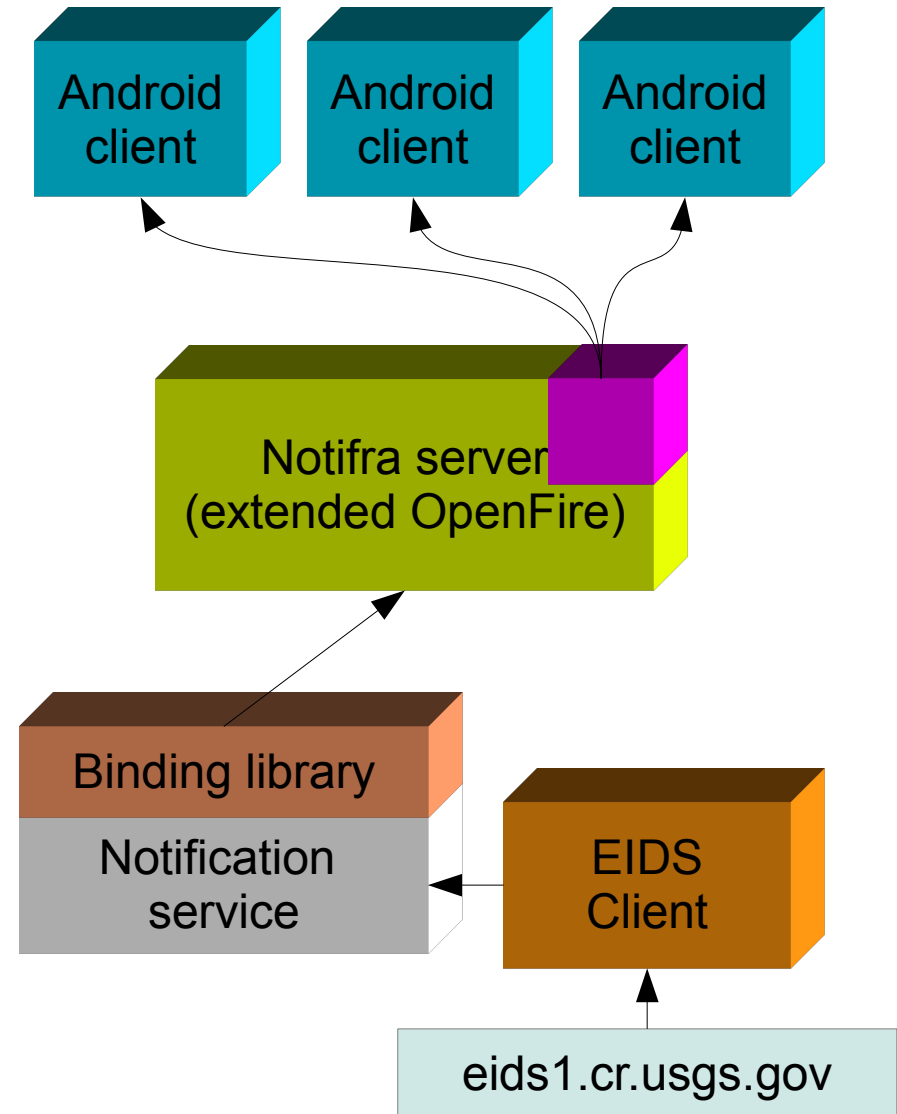 Android
client
Android
client
Android
client
Notifra server
(extended OpenFire)
Binding library
Notification
service
EIDS
Client
eids1.cr.usgs.gov